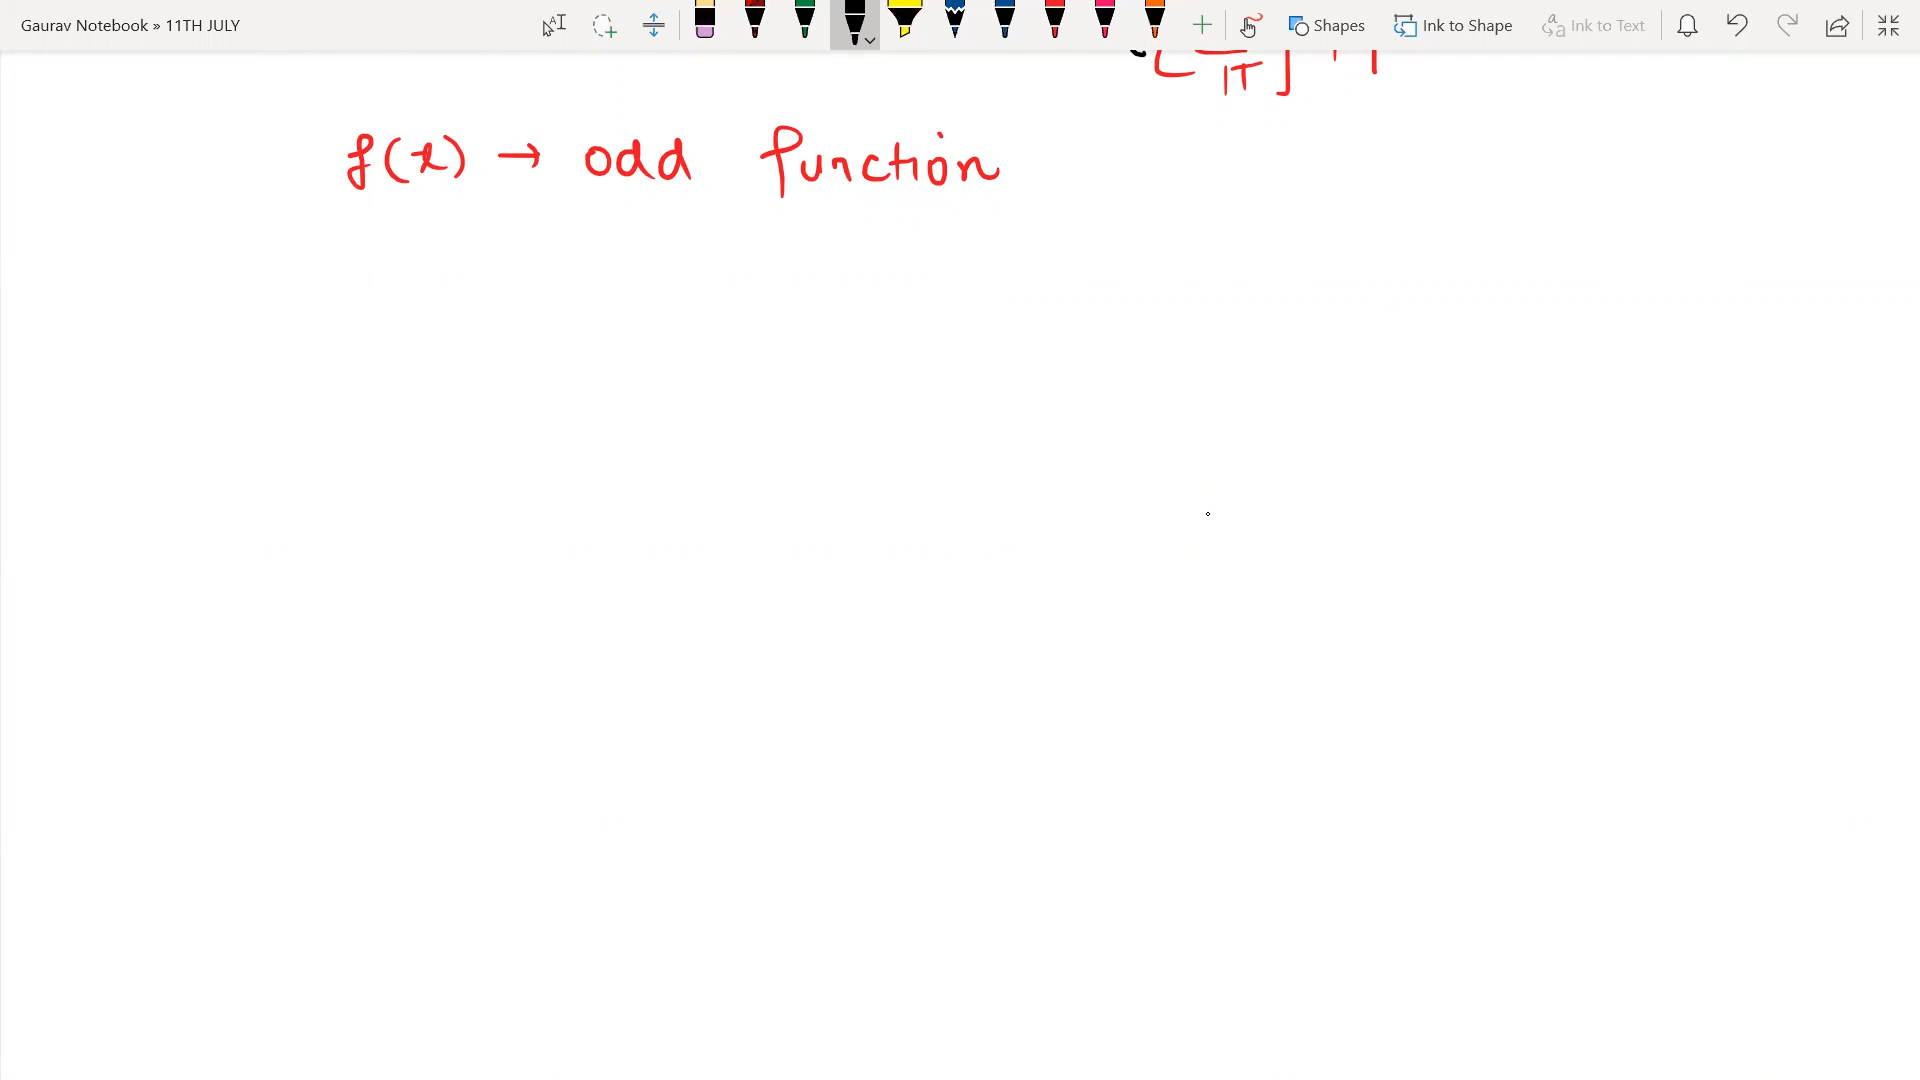 Gaurav Notebook » 11TH JULY Shapes Ink to Shape Ink to Text
π
f(x) → odd function